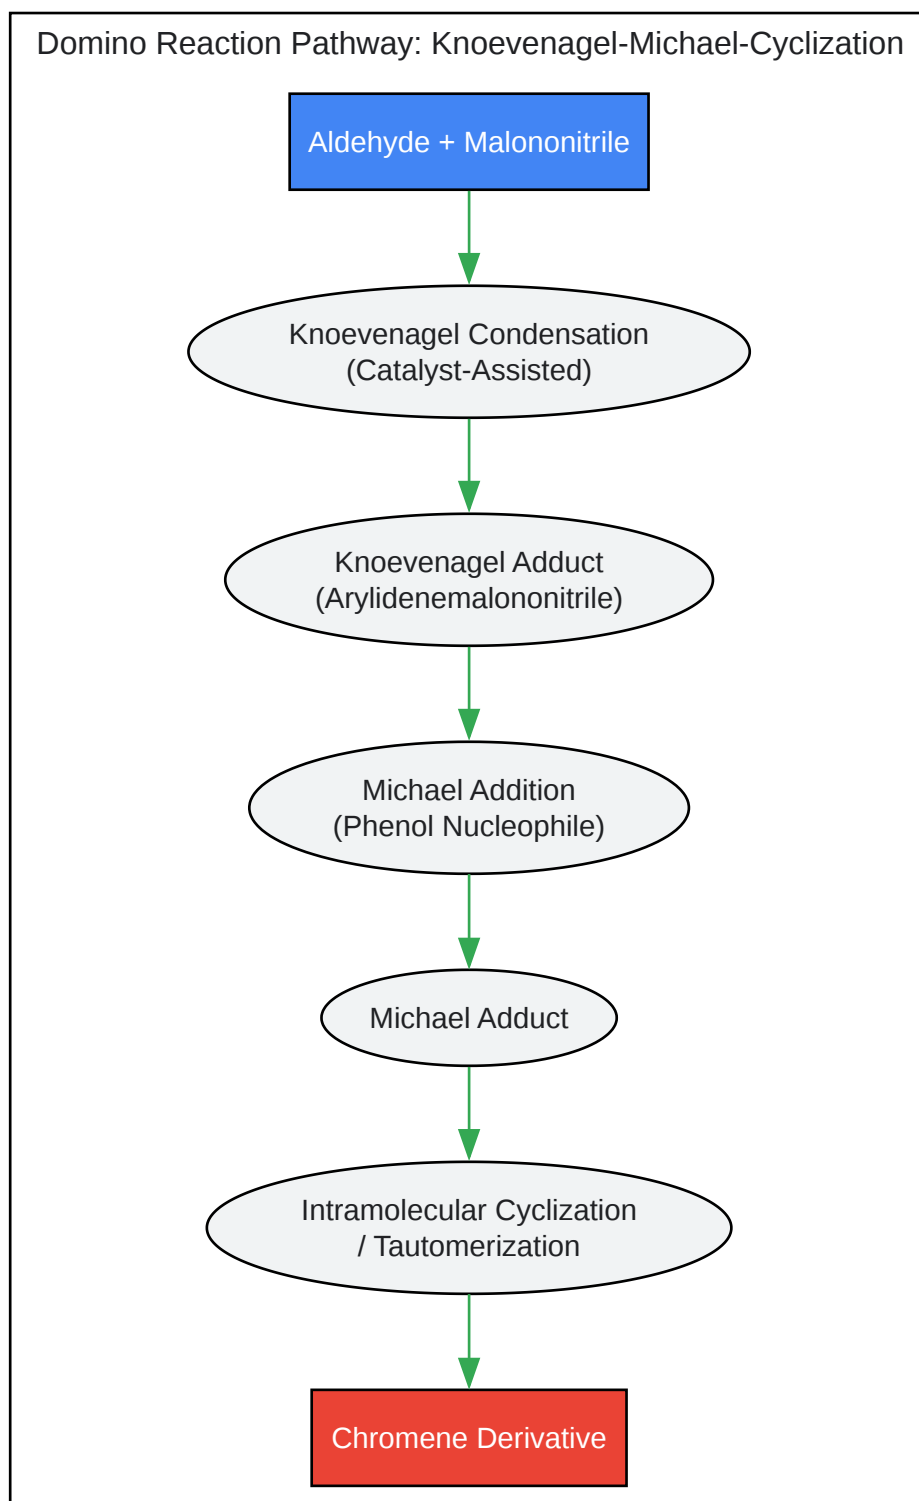 Domino Reaction Pathway: Knoevenagel-Michael-Cyclization
Aldehyde + Malononitrile
Knoevenagel Condensation
(Catalyst-Assisted)
Knoevenagel Adduct
(Arylidenemalononitrile)
Michael Addition
(Phenol Nucleophile)
Michael Adduct
Intramolecular Cyclization
/ Tautomerization
Chromene Derivative